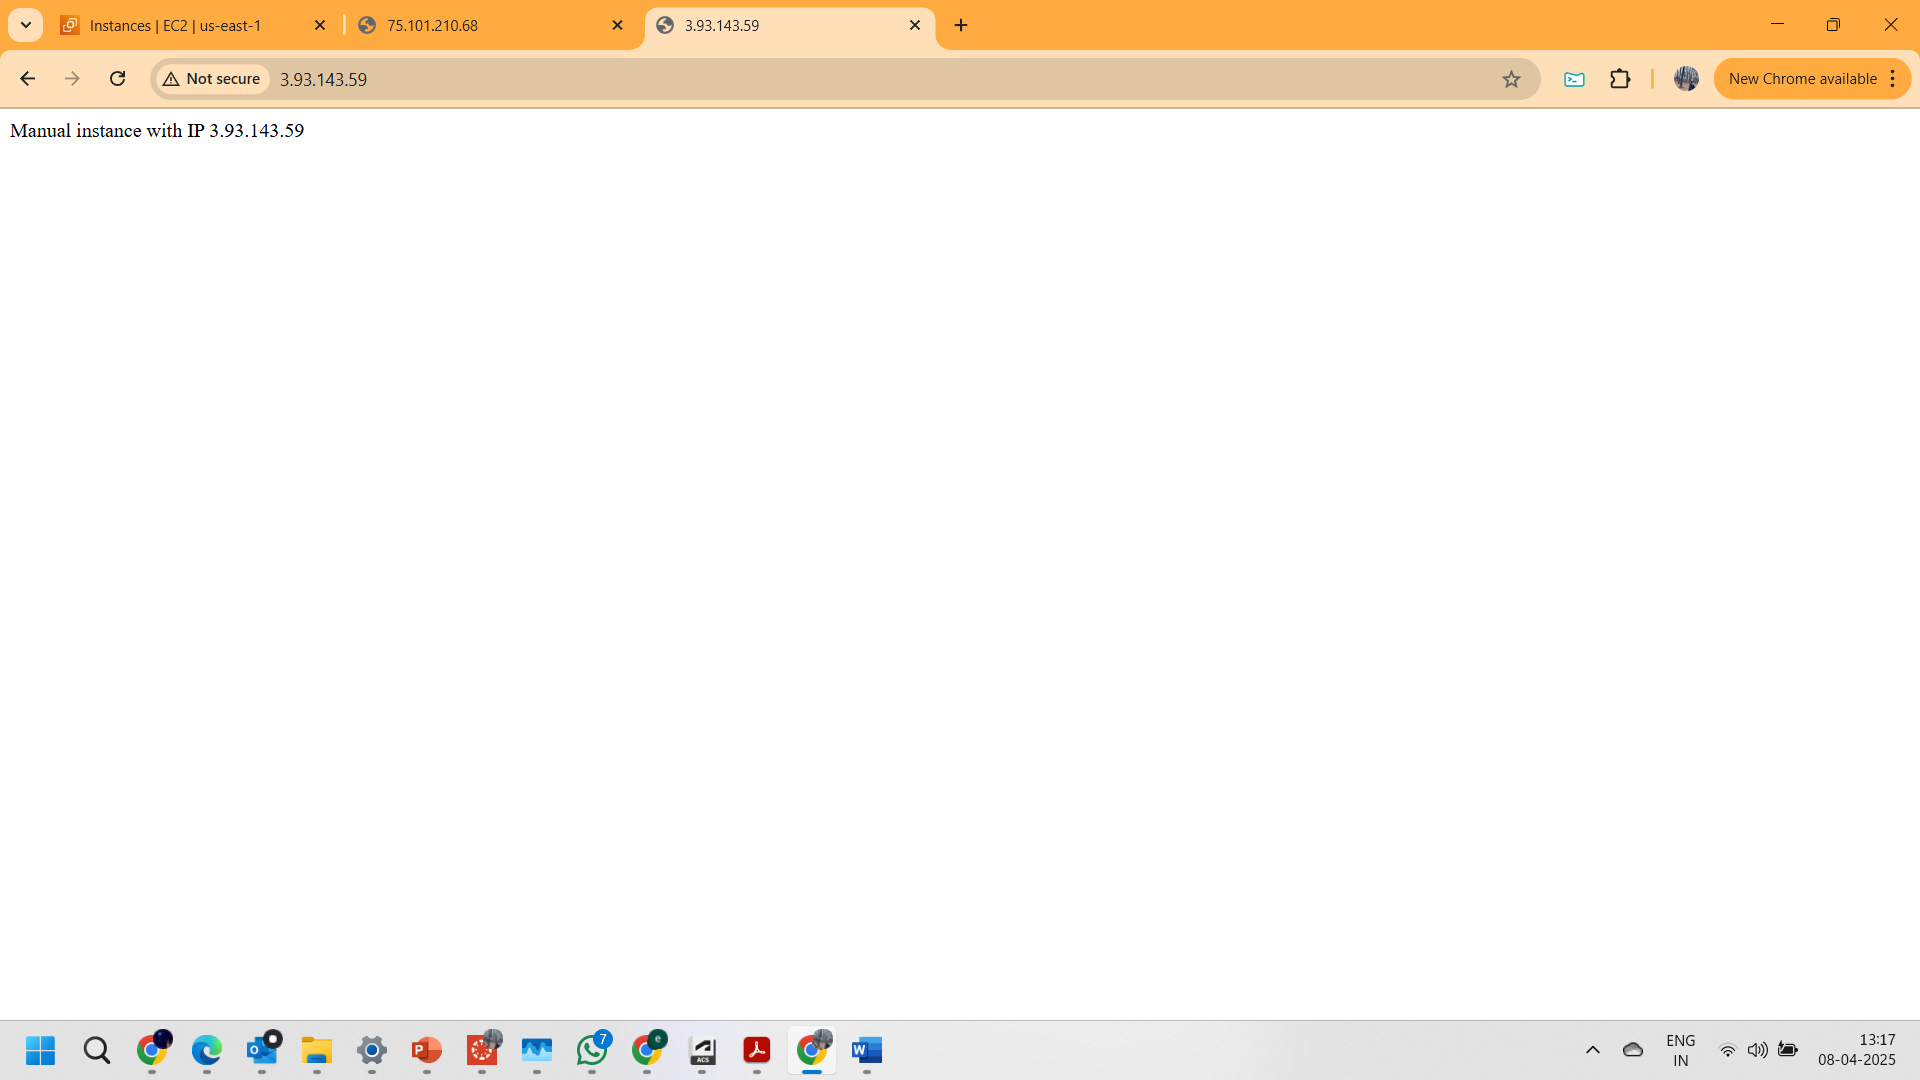 Instances | EC2 | us-east-1
75.101.210.68
3.93.143.59
Not secure
3.93.143.59
New Chrome available
Manual instance with IP 3.93.143.59
7
e
ACS
ENG
IN
13:17
08-04-2025